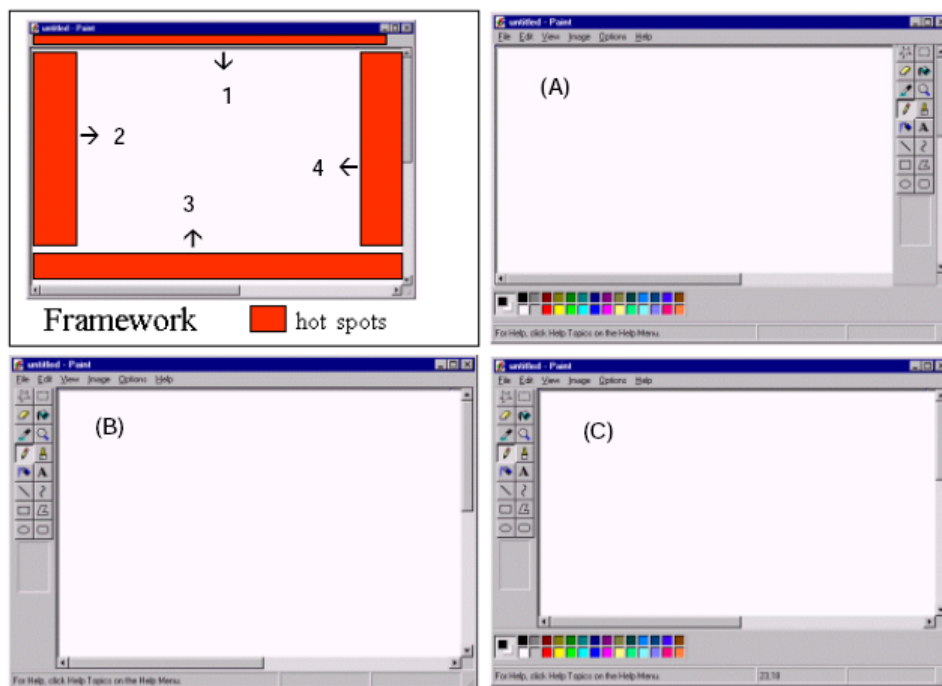 untitled - Paint
1
2
4
3
Framework
hot spots
untitled - Paint
File Edit View Image Options Help
(A)
A
For Help, click Help Topics on the Help Menu.
untitled - Paint
File Edit View Image Options Help
(B)
A
For Help, click Help Topics on the Help Menu.
untitled - Paint
File Edit View Image Options Help
(C)
A
For Help, click Help Topics on the Help Menu.
23,18